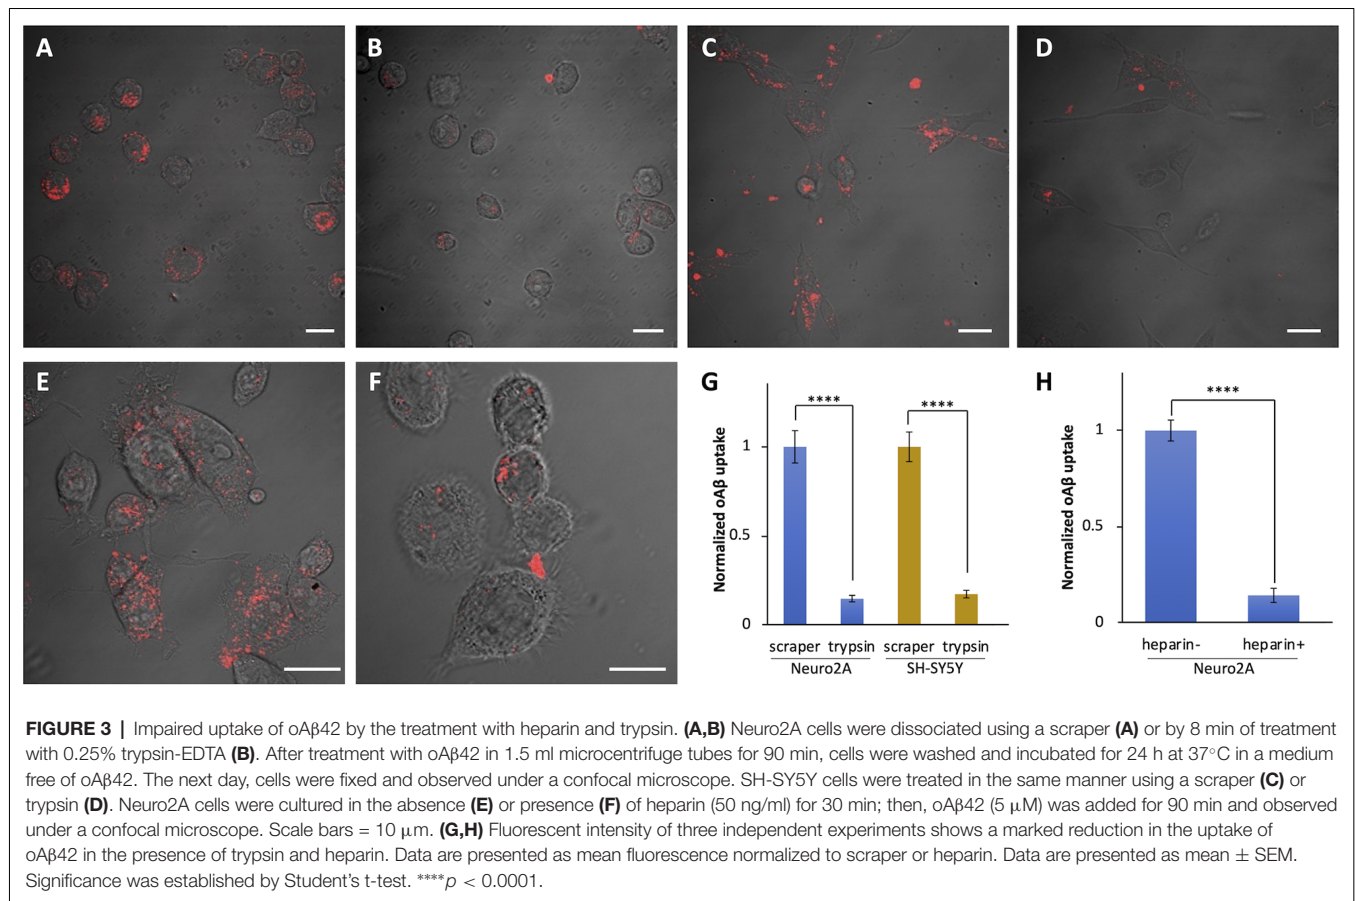 A
B
C
D
E
F
G
H
Normalized oAβ uptake
1
0.5
0
****
****
scraper trypsin scraper trypsin
Neuro2A SH-SY5Y
Normalized oAβ uptake
1
0.5
0
****
heparin- heparin+
Neuro2A
FIGURE 3 | Impaired uptake of oAβ42 by the treatment with heparin and trypsin. (A,B) Neuro2A cells were dissociated using a scraper (A) or by 8 min of treatment
with 0.25% trypsin-EDTA (B). After treatment with oAβ42 in 1.5 ml microcentrifuge tubes for 90 min, cells were washed and incubated for 24 h at 37°C in a medium
free of oAβ42. The next day, cells were fixed and observed under a confocal microscope. SH-SY5Y cells were treated in the same manner using a scraper (C) or
trypsin (D). Neuro2A cells were cultured in the absence (E) or presence (F) of heparin (50 ng/ml) for 30 min; then, oAβ42 (5 μM) was added for 90 min and observed
under a confocal microscope. Scale bars = 10 μm. (G,H) Fluorescent intensity of three independent experiments shows a marked reduction in the uptake of
oAβ42 in the presence of trypsin and heparin. Data are presented as mean fluorescence normalized to scraper or heparin. Data are presented as mean ± SEM.
Significance was established by Student's t-test. ****p < 0.0001.